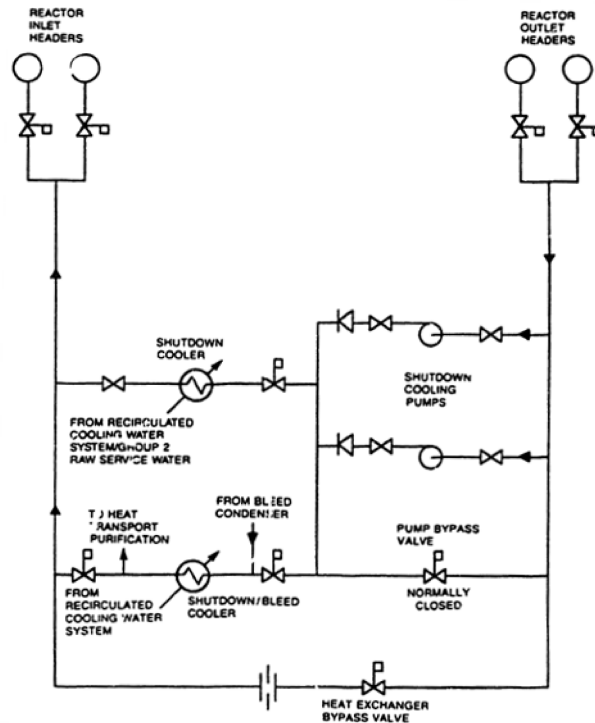 REACTOR
INLET
HEADERS
REACTOR
OUTLET
HEADERS
SHUTDOWN
COOLER
SHUTDOWN
COOLING
PUMPS
FROM RECIRCULATED
COOLING WATER
SYSTEM/GROUP 2
RAW SERVICE WATER
FROM BLEED
CONDENSER
TO HEAT
TRANSPORT
PURIFICATION
PUMP BYPASS
VALVE
FROM
RECIRCULATED
COOLING WATER
SYSTEM
SHUTDOWN/BLEED
COOLER
NORMALLY
CLOSED
HEAT EXCHANGER
BYPASS VALVE